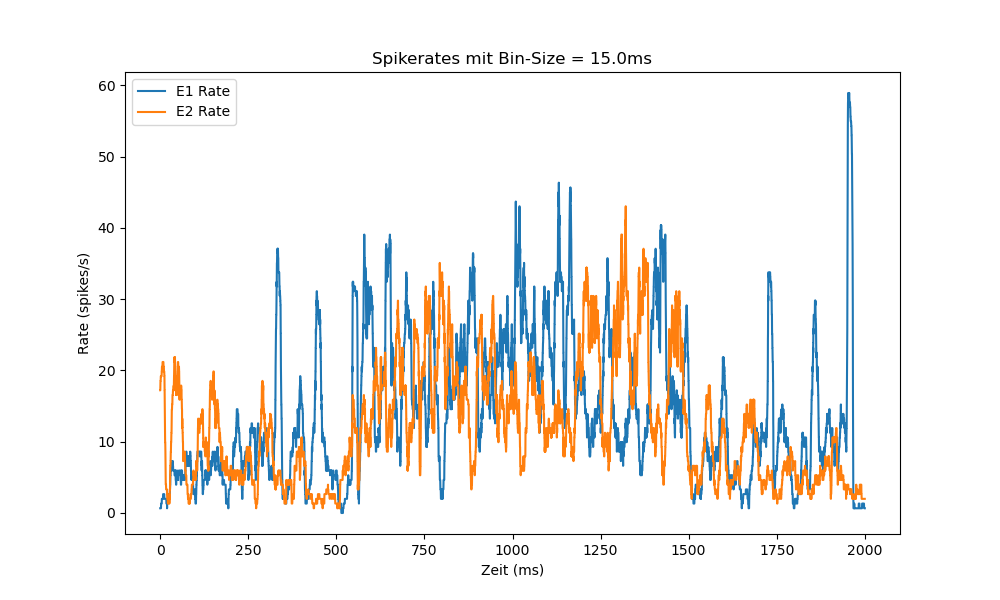 Spikerates mit Bin-Size = 15.0ms
E1 Rate
E2 Rate
60
50
40
30
20
10
0
Rate (spikes/s)
0 250 500 750 1000 1250 1500 1750 2000
Zeit (ms)